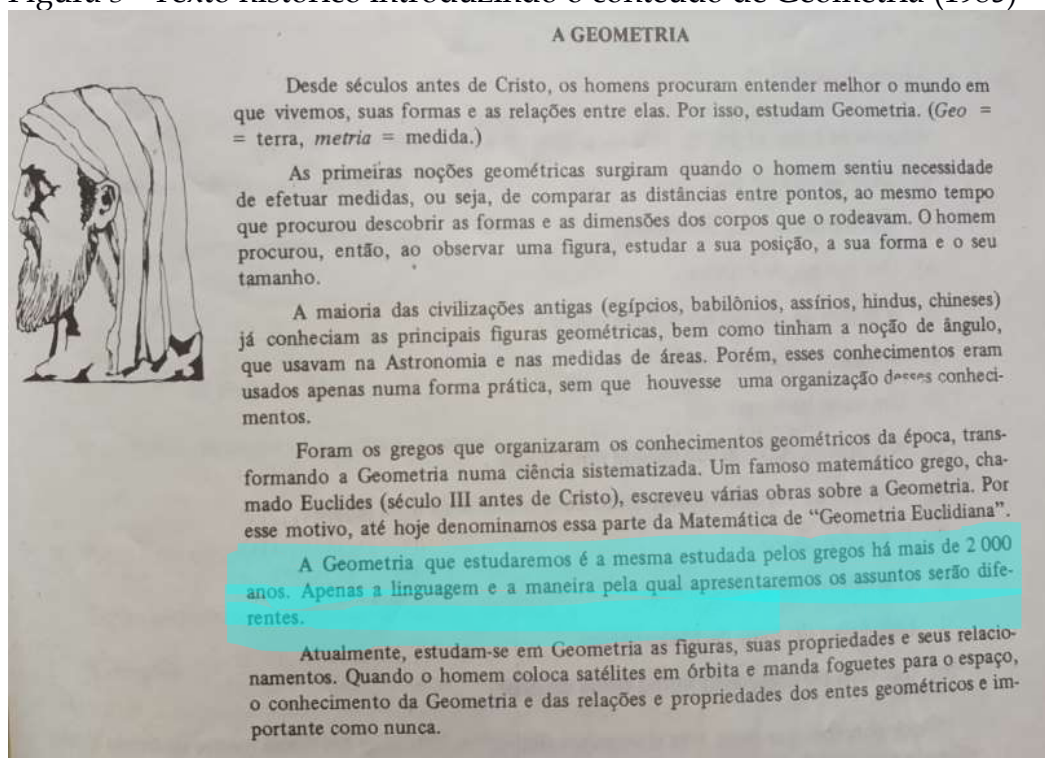 Figura 3 - Texto histórico introduzindo o conteúdo de Geometria (1985)
A GEOMETRIA
Desde séculos antes de Cristo, os homens procuram entender melhor o mundo em
que vivemos, suas formas e as relações entre elas. Por isso, estudam Geometria. (Geo =
= terra, metria = medida.)
As primeiras noções geométricas surgiram quando o homem sentiu necessidade
de efetuar medidas, ou seja, de comparar as distâncias entre pontos, ao mesmo tempo
que procurou descobrir as formas e as dimensões dos corpos que o rodeavam. O homem
procurou, então, ao observar uma figura, estudar a sua posição, a sua forma e o seu
tamanho.
A maioria das civilizações antigas (egípcios, babilônios, assírios, hindus, chineses)
já conheciam as principais figuras geométricas, bem como tinham a noção de ângulo,
que usavam na Astronomia e nas medidas de áreas. Porém, esses conhecimentos eram
usados apenas numa forma prática, sem que houvesse uma organização desses conheci-
mentos.
Foram os gregos que organizaram os conhecimentos geométricos da época, trans-
formando a Geometria numa ciência sistematizada. Um famoso matemático grego, cha-
mado Euclides (século III antes de Cristo), escreveu várias obras sobre a Geometria. Por
esse motivo, até hoje denominamos essa parte da Matemática de “Geometria Euclidiana”.
A Geometria que estudaremos é a mesma estudada pelos gregos há mais de 2 000
anos. Apenas a linguagem e a maneira pela qual apresentaremos os assuntos serão dife-
rentes.
Atualmente, estudam-se em Geometria as figuras, suas propriedades e seus relacio-
namentos. Quando o homem coloca satélites em órbita e manda foguetes para o espaço,
o conhecimento da Geometria e das relações e propriedades dos entes geométricos e im-
portante como nunca.